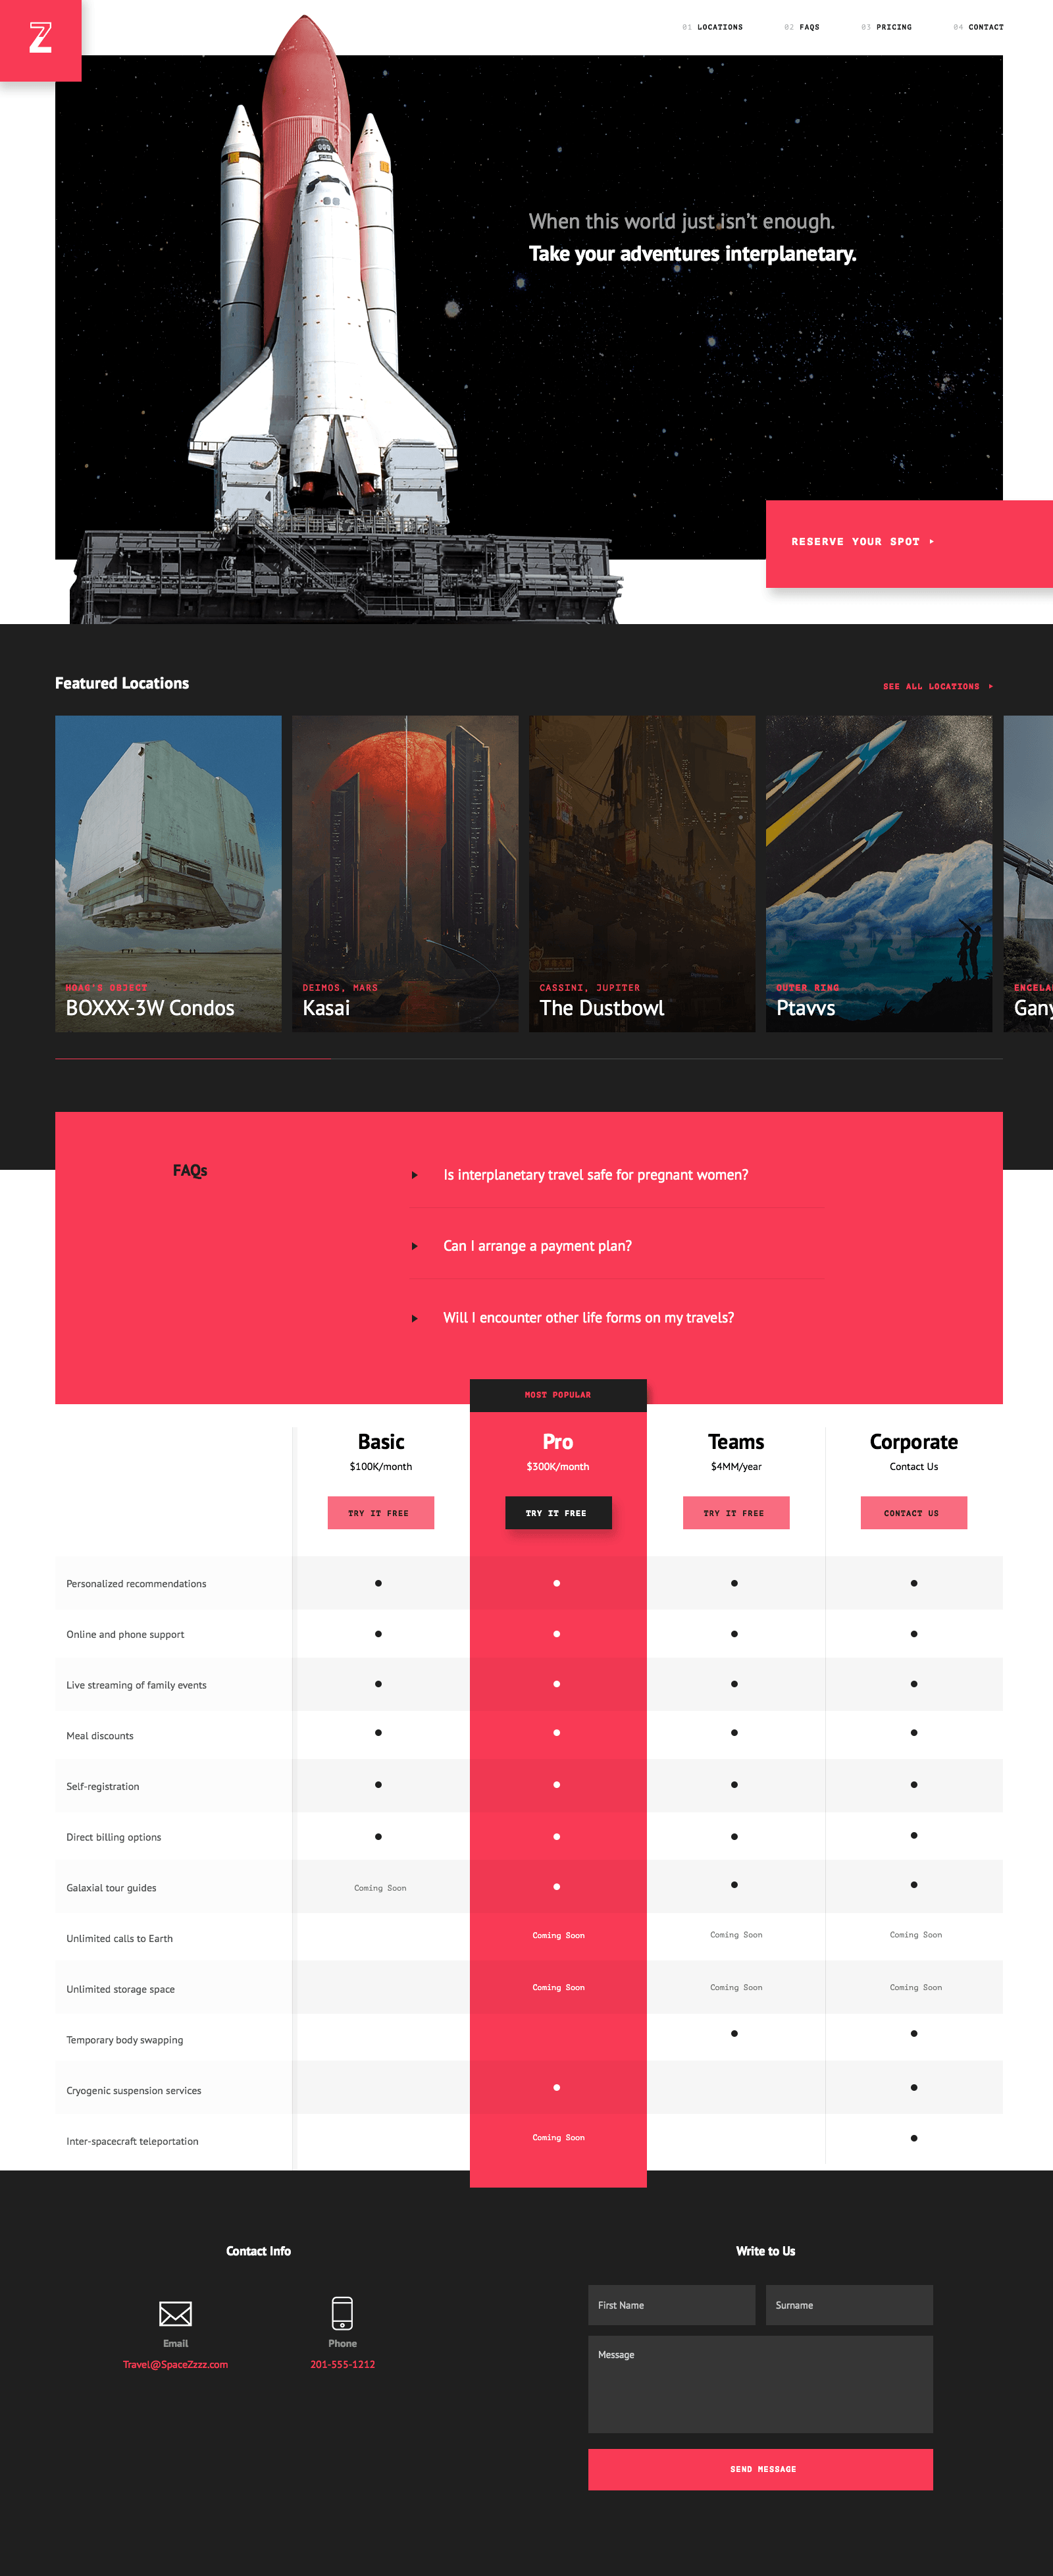 Z
01 LOCATIONS
02 FAQS
03 PRICING
04 CONTACT
When this world just isn’t enough.
Take your adventures interplanetary.
RESERVE YOUR SPOT
Featured Locations
SEE ALL LOCATIONS
HOAG'S OBJECT
BOXXX-3W Condos
DEIMOS, MARS
Kasai
CASSINI, JUPITER
The Dustbowl
OUTER RING
Ptavvs
FAQs
Is interplanetary travel safe for pregnant women?
Can I arrange a payment plan?
Will I encounter other life forms on my travels?
MOST POPULAR
Basic
$100K/month
TRY IT FREE
Pro
$300K/month
TRY IT FREE
Teams
$4MM/year
TRY IT FREE
Corporate
Contact Us
CONTACT US
Personalized recommendations
Online and phone support
Live streaming of family events
Meal discounts
Self-registration
Direct billing options
Galaxial tour guides
Coming Soon
Unlimited calls to Earth
Coming Soon
Coming Soon
Coming Soon
Unlimited storage space
Coming Soon
Coming Soon
Coming Soon
Temporary body swapping
Cryogenic suspension services
Inter-spacecraft teleportation
Coming Soon
Contact Info
Email
Travel@SpaceZzzz.com
Phone
201-555-1212
Write to Us
First Name
Surname
Message
SEND MESSAGE